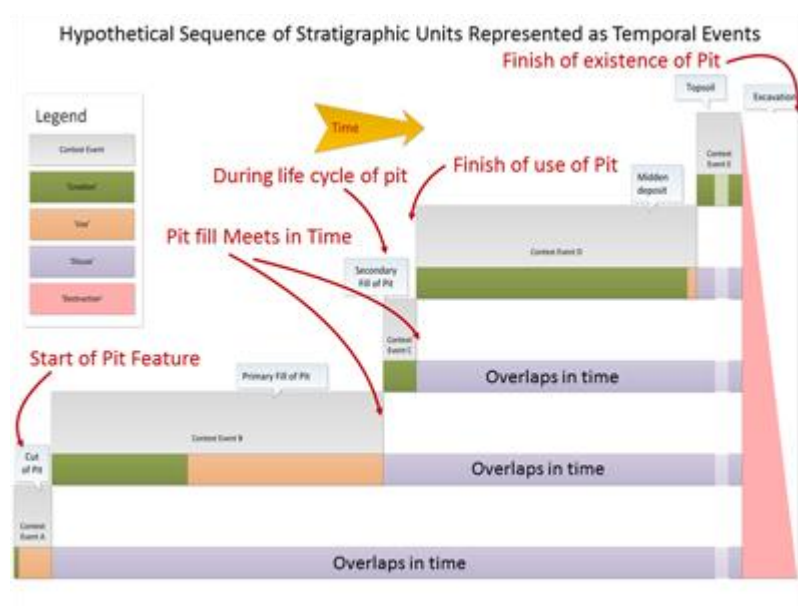 Hypothetical Sequence of Stratigraphic Units Represented as Temporal Events
Finish of existence of Pit
Topsoil
Excavation
Legend
Context Event
'Creation'
'Use'
'Disuse'
'Destruction'
Time
During life cycle of pit
Finish of use of Pit
Midden
deposit
Context
Event E
Pit fill Meets in Time
Secondary
Fill of Pit
Context Event D
Context
Event C
Start of Pit Feature
Primary Fill of Pit
Overlaps in time
Context Event B
Cut
of Pit
Overlaps in time
Context
Event A
Overlaps in time